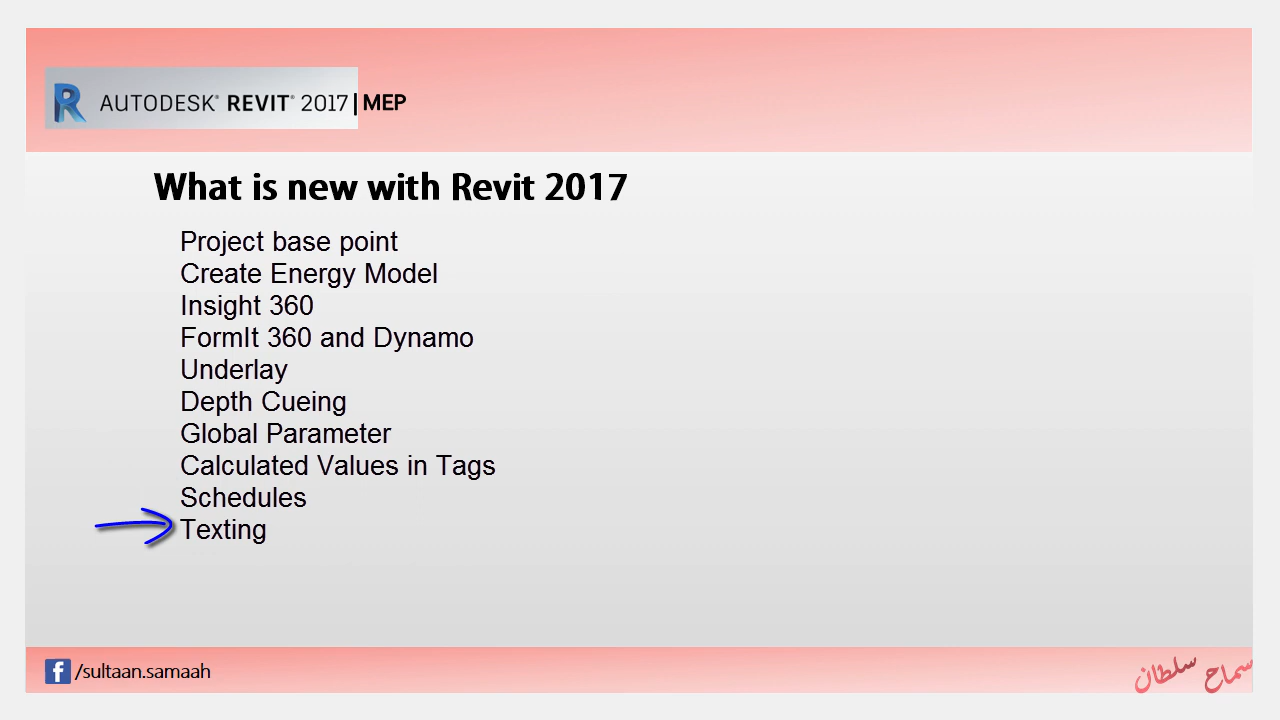 AUTODESK® REVIT® 2017 | MEP
What is new with Revit 2017
Project base point
Create Energy Model
Insight 360
FormIt 360 and Dynamo
Underlay
Depth Cueing
Global Parameter
Calculated Values in Tags
Schedules
Texting
/sultaan.samaah
سماح سلطان